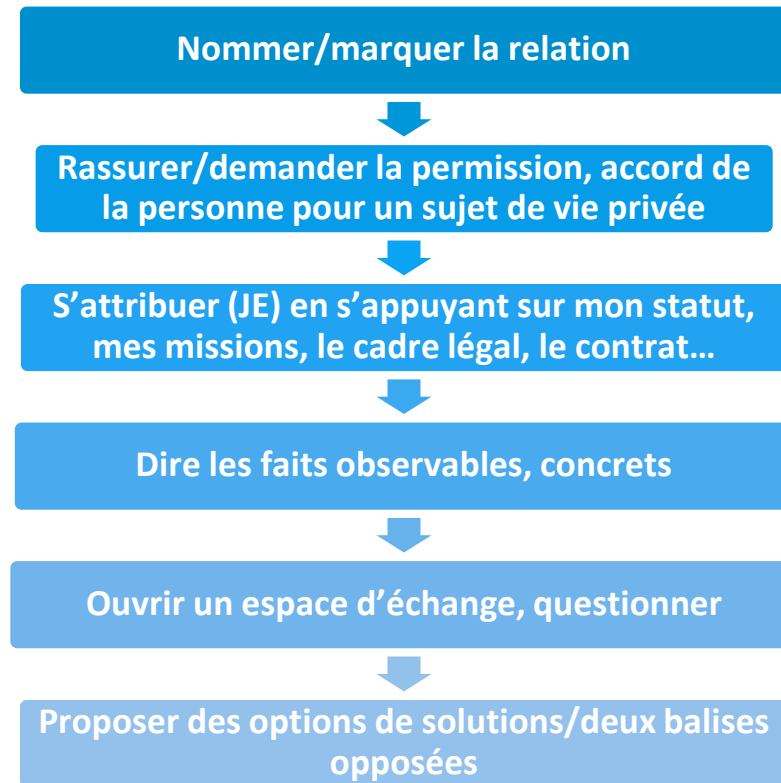 Nommer/marquer la relation
Rassurer/demander la permission, accord de
la personne pour un sujet de vie privée
S’attribuer (JE) en s’appuyant sur mon statut,
mes missions, le cadre légal, le contrat…
Dire les faits observables, concrets
Ouvrir un espace d’échange, questionner
Proposer des options de solutions/deux balises
opposées